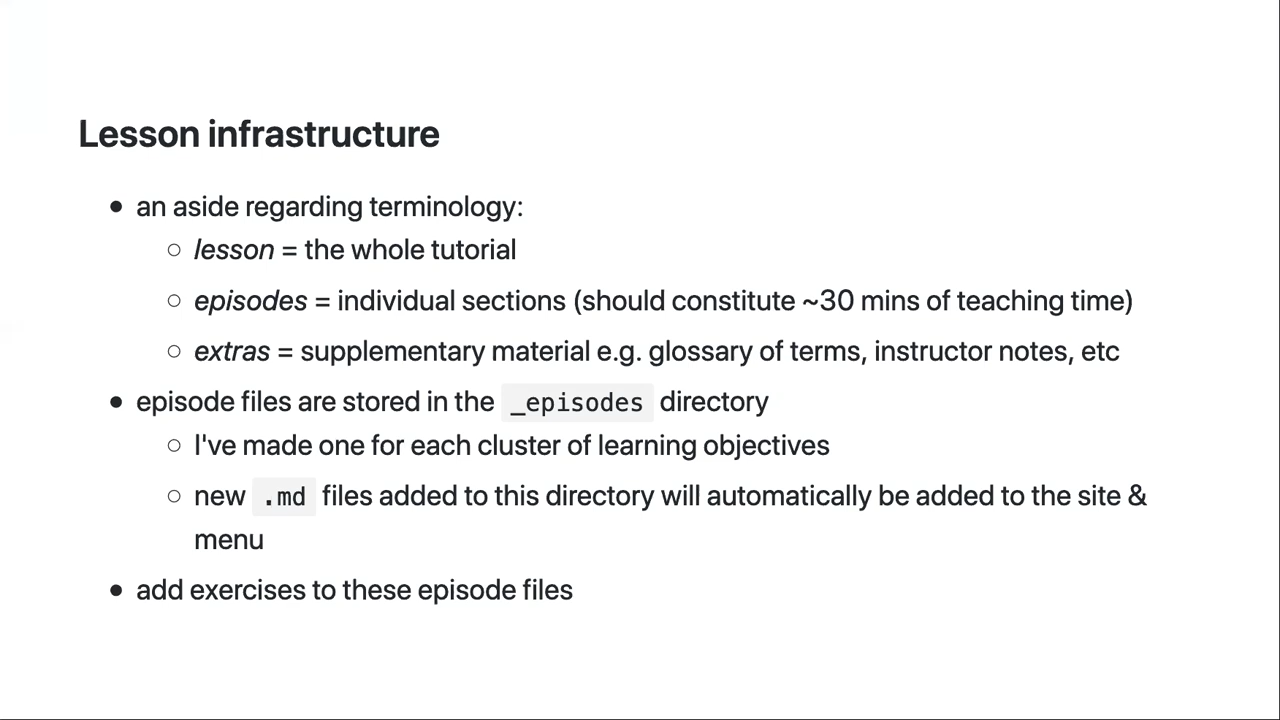 Lesson infrastructure
• an aside regarding terminology:
○ lesson = the whole tutorial
○ episodes = individual sections (should constitute ~30 mins of teaching time)
○ extras = supplementary material e.g. glossary of terms, instructor notes, etc
• episode files are stored in the _episodes directory
○ I've made one for each cluster of learning objectives
○ new .md files added to this directory will automatically be added to the site &
menu
• add exercises to these episode files